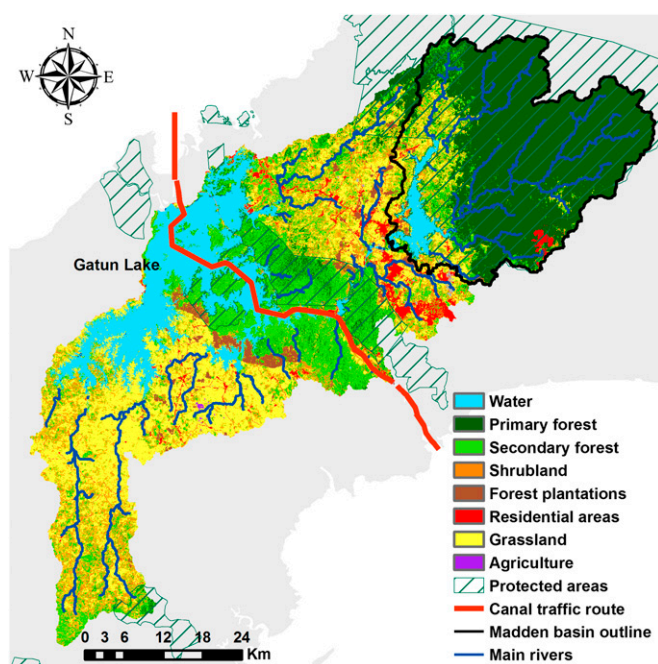 N
W
E
S
Gatun Lake
Water
Primary forest
Secondary forest
Shrubland
Forest plantations
Residential areas
Grassland
Agriculture
Protected areas
Canal traffic route
Madden basin outline
Main rivers
0 3 6 12 18 24
Km